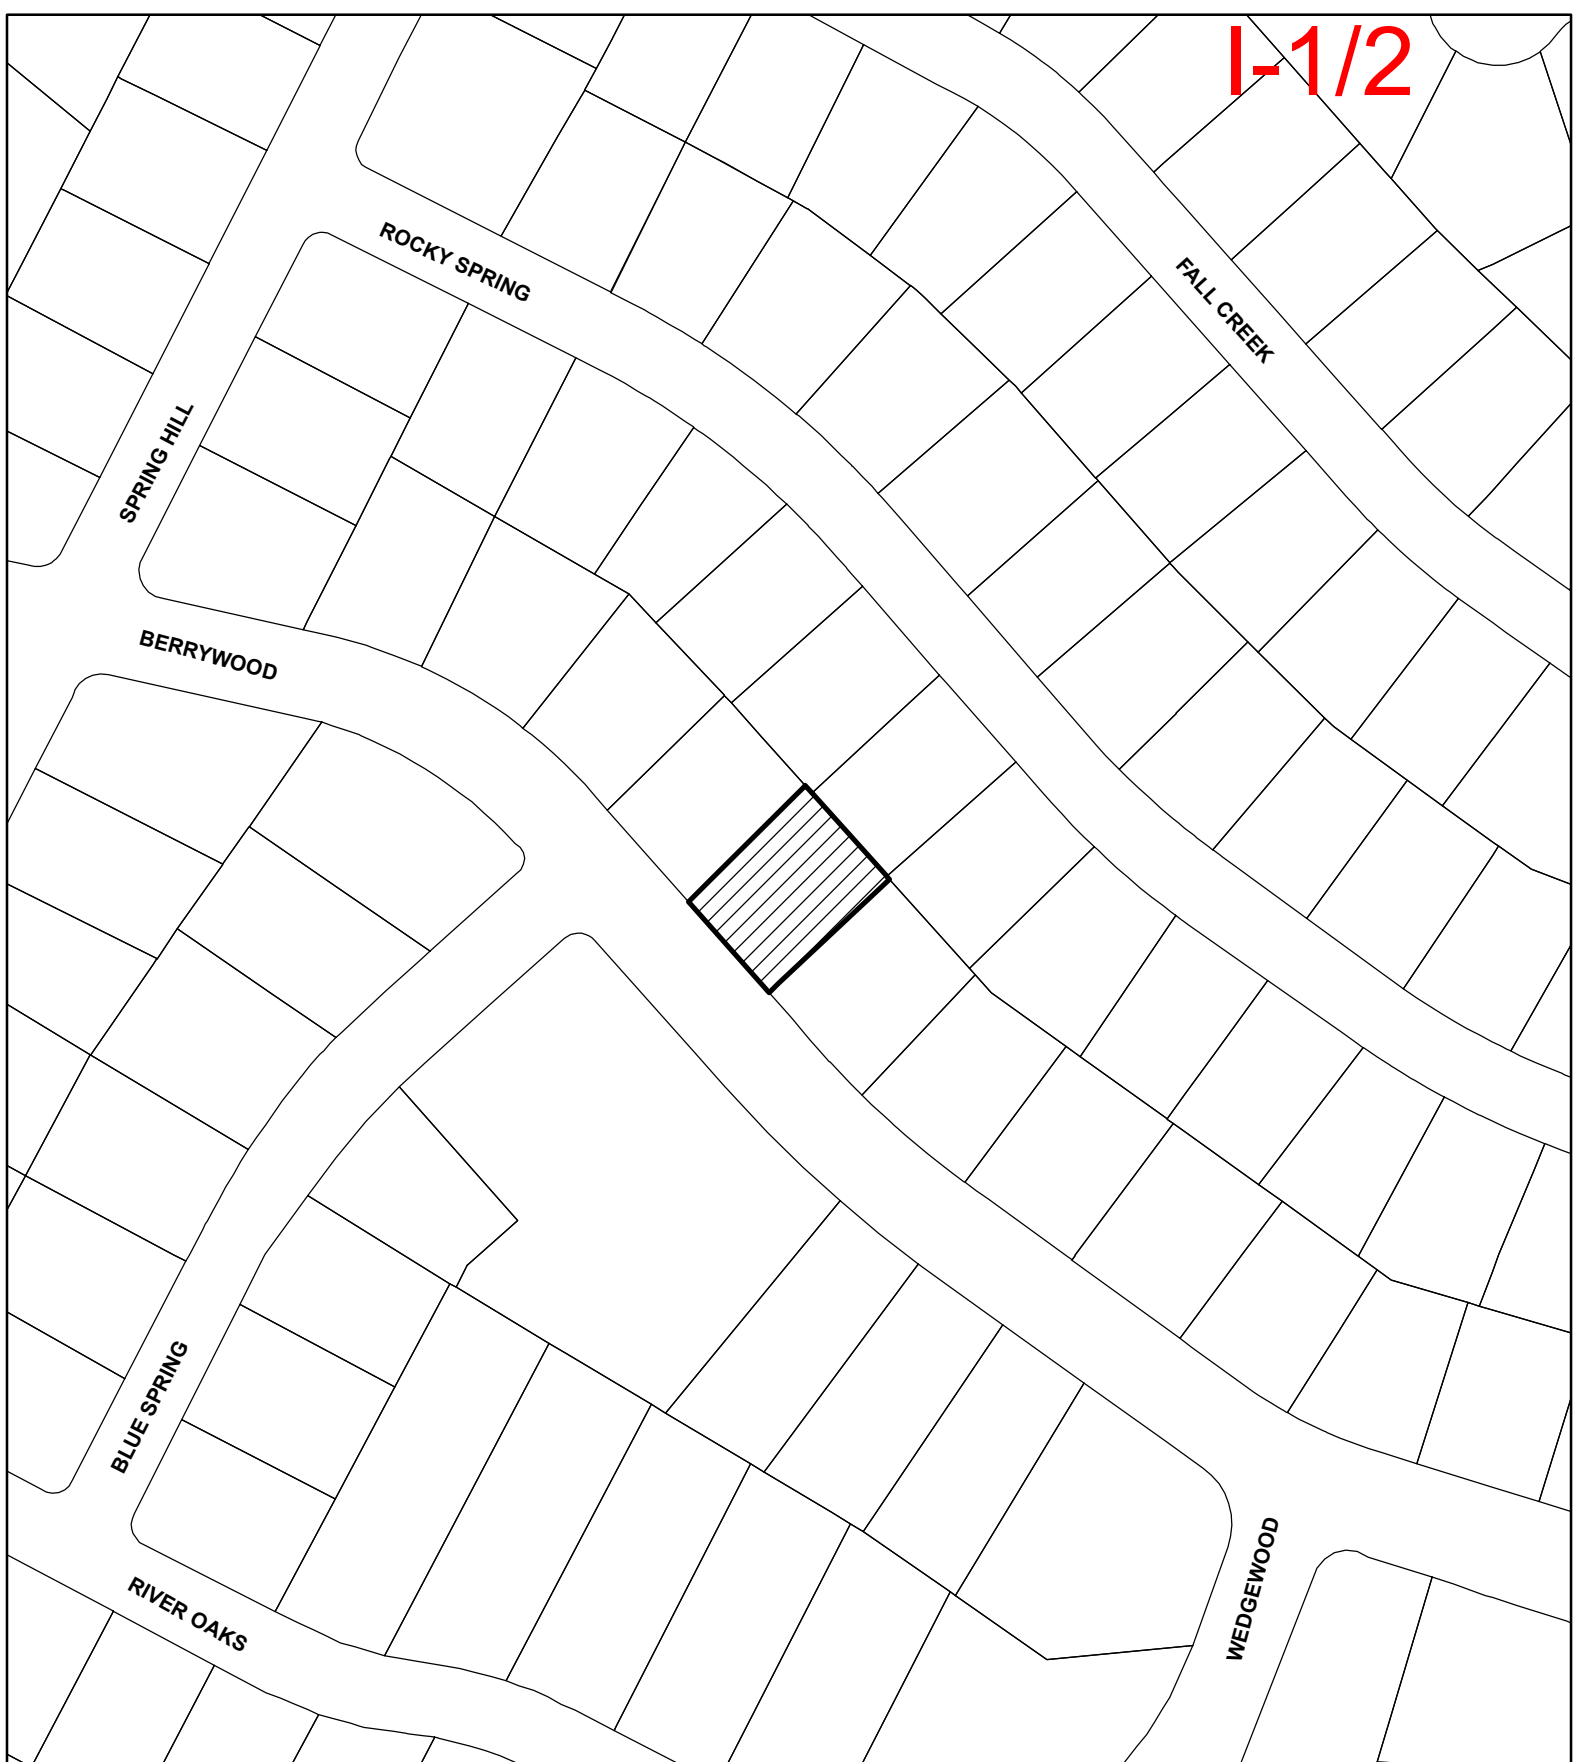 I-1/2
ROCKY SPRING
FALL CREEK
SPRING HILL
BERRYWOOD
BLUE SPRING
WEDGEWOOD
RIVER OAKS